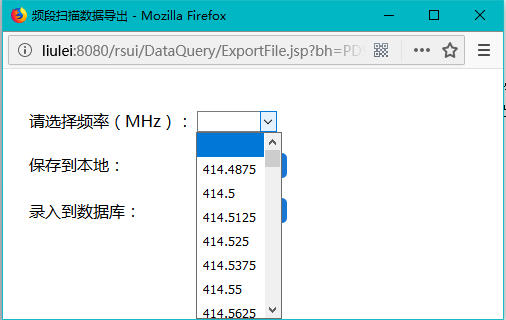 频段扫描数据导出 - Mozilla Firefox
liulei:8080/rsui/DataQuery/ExportFile.jsp?bh=PD
请选择频率（MHz）：
保存到本地：
录入到数据库：
414.4875
414.5
414.5125
414.525
414.5375
414.55
414.5625